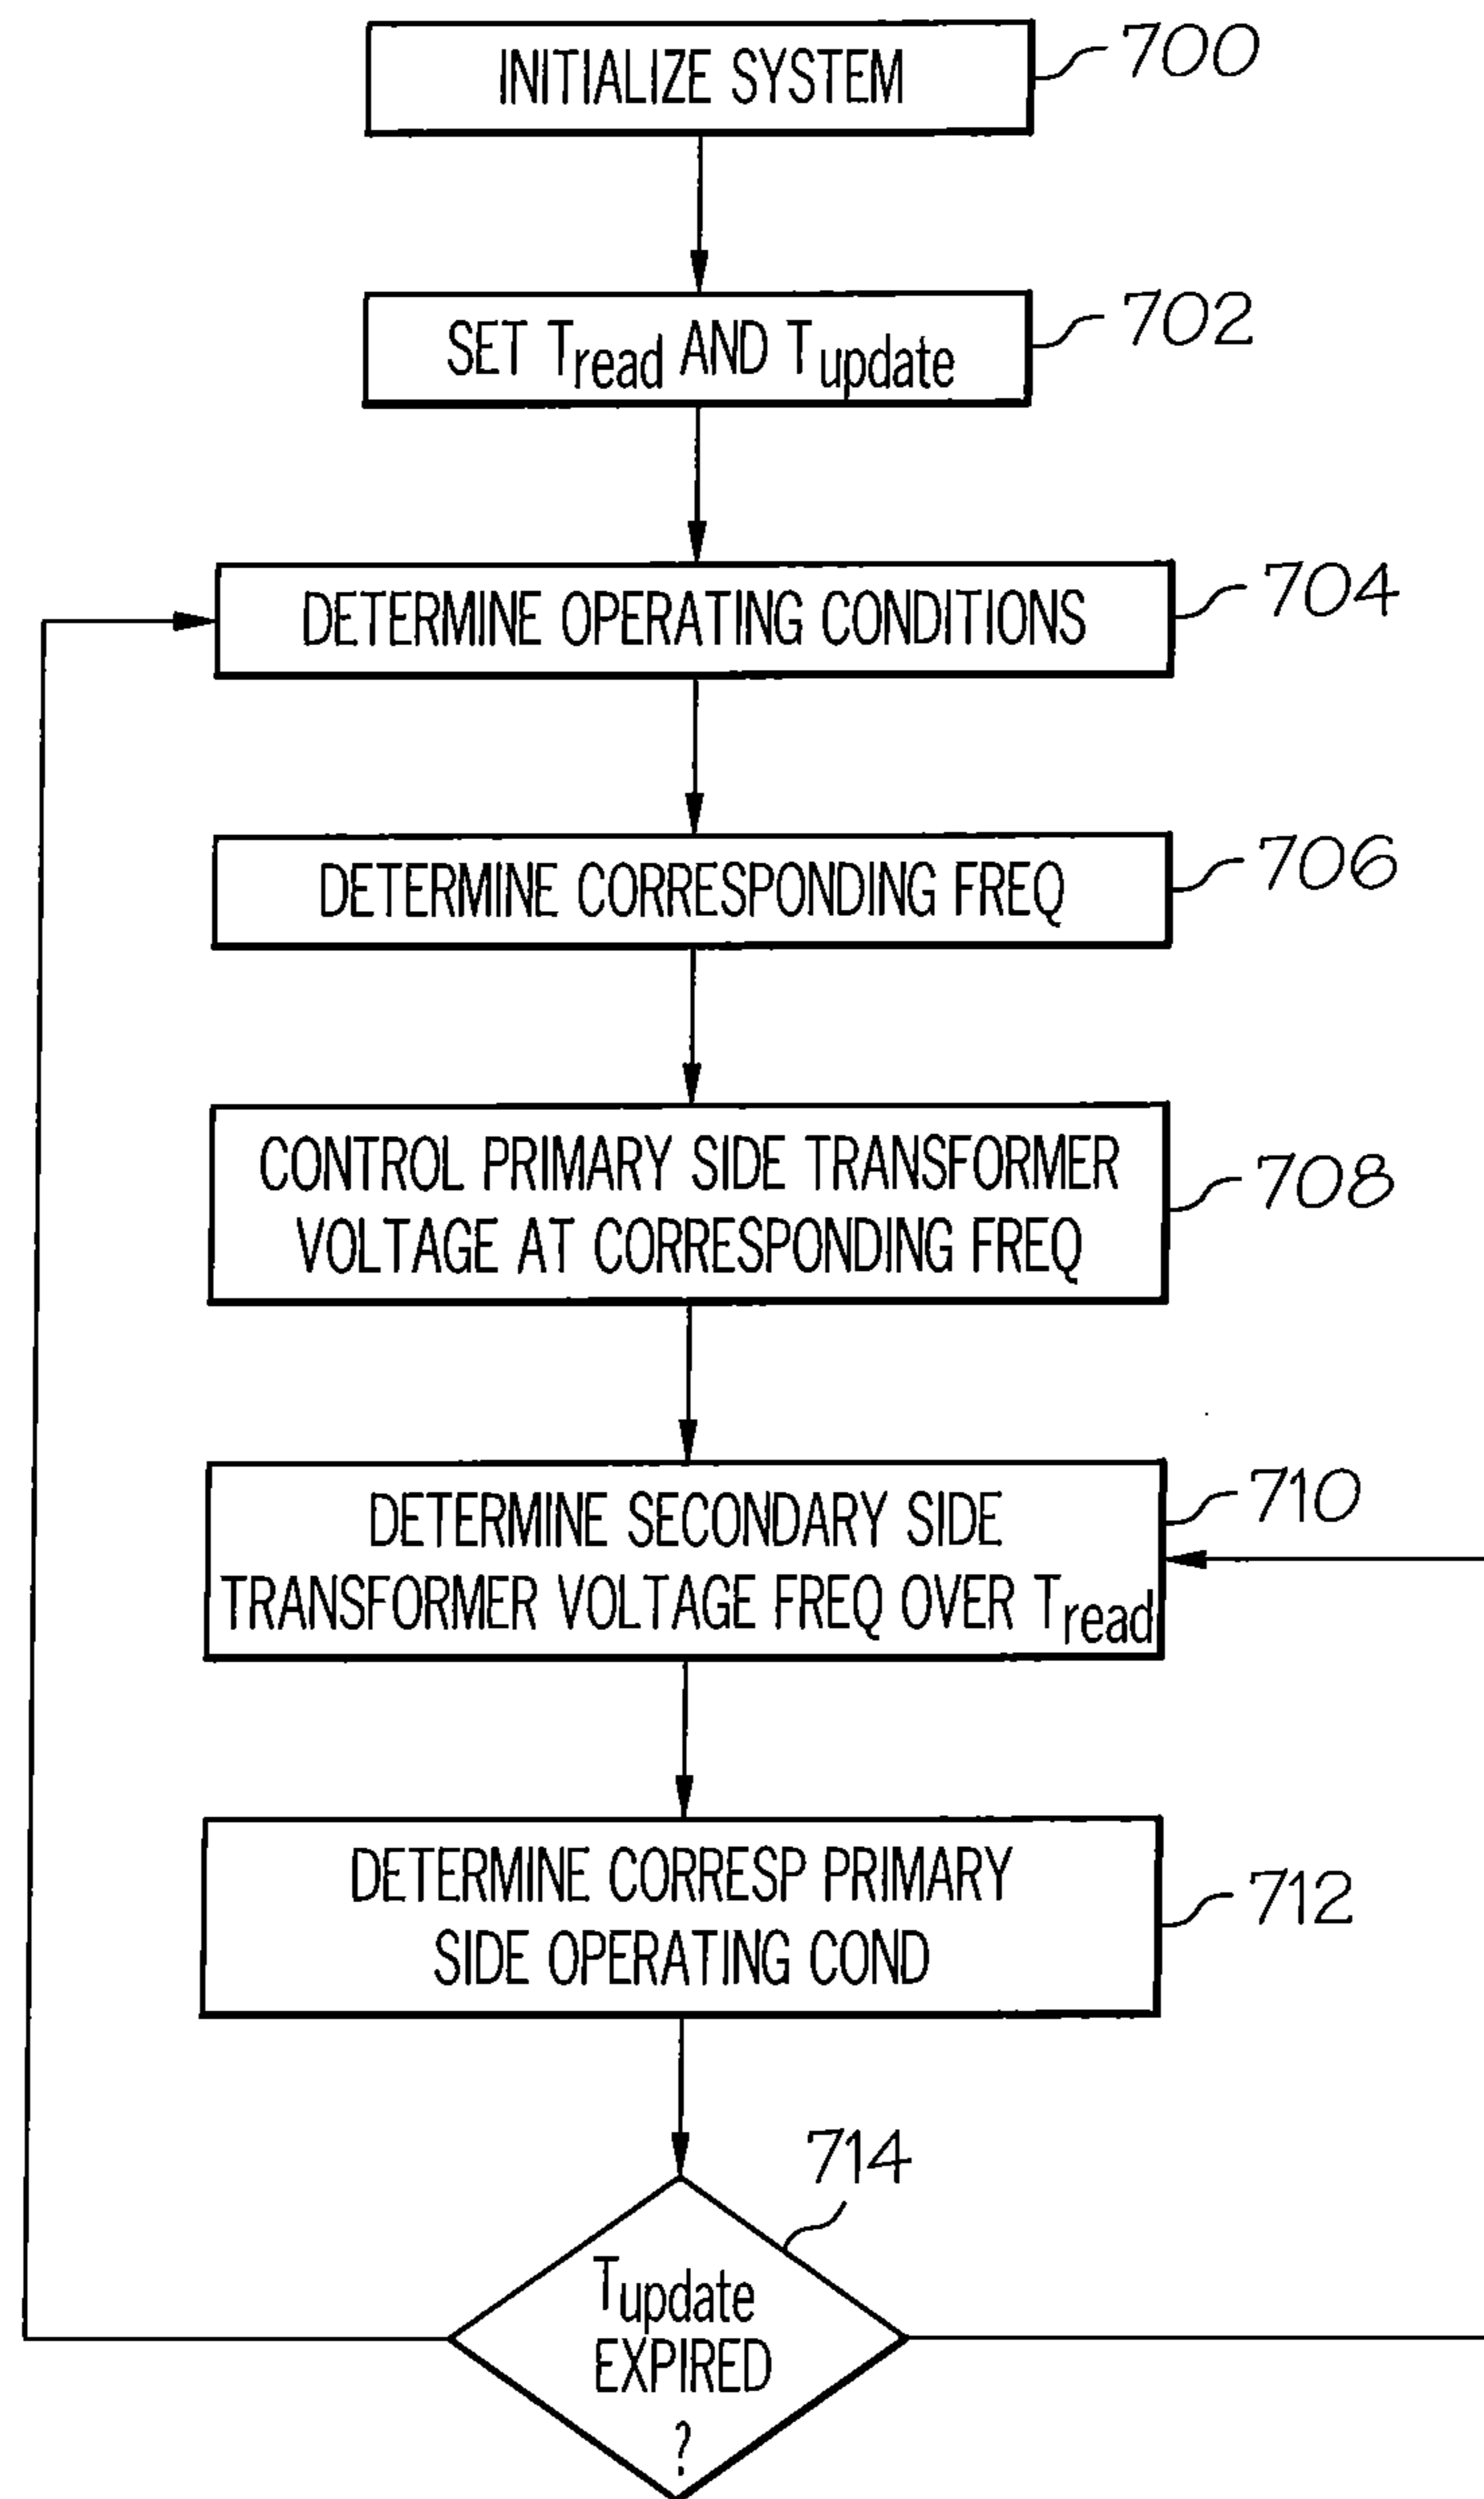 INITIALIZE SYSTEM
700
SET Tread AND Tupdate
702
DETERMINE OPERATING CONDITIONS
704
DETERMINE CORRESPONDING FREQ
706
CONTROL PRIMARY SIDE TRANSFORMER
VOLTAGE AT CORRESPONDING FREQ
708
DETERMINE SECONDARY SIDE
TRANSFORMER VOLTAGE FREQ OVER Tread
710
DETERMINE CORRESP PRIMARY
SIDE OPERATING COND
712
714
Tupdate
EXPIRED
?